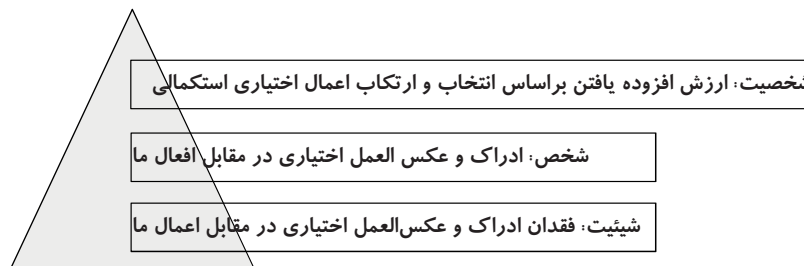 شخصیت: ارزش افزوده یافتن براساس انتخاب و ارتکاب اعمال اختیاری استکمالی
شخص: ادراک و عکس العمل اختیاری در مقابل افعال ما
شیئیت: فقدان ادراک و عکس‌العمل اختیاری در مقابل اعمال ما